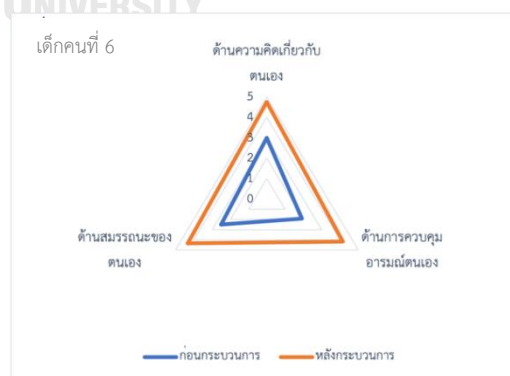 UNIVERSITY
เด็กคนที่ 6
ด้านความคิดเกี่ยวกับ
ตนเอง
5
4
3
2
1
0
ด้านสมรรถนะของ
ตนเอง
ด้านการควบคุม
อารมณ์ตนเอง
ก่อนกระบวนการ
หลังกระบวนการ